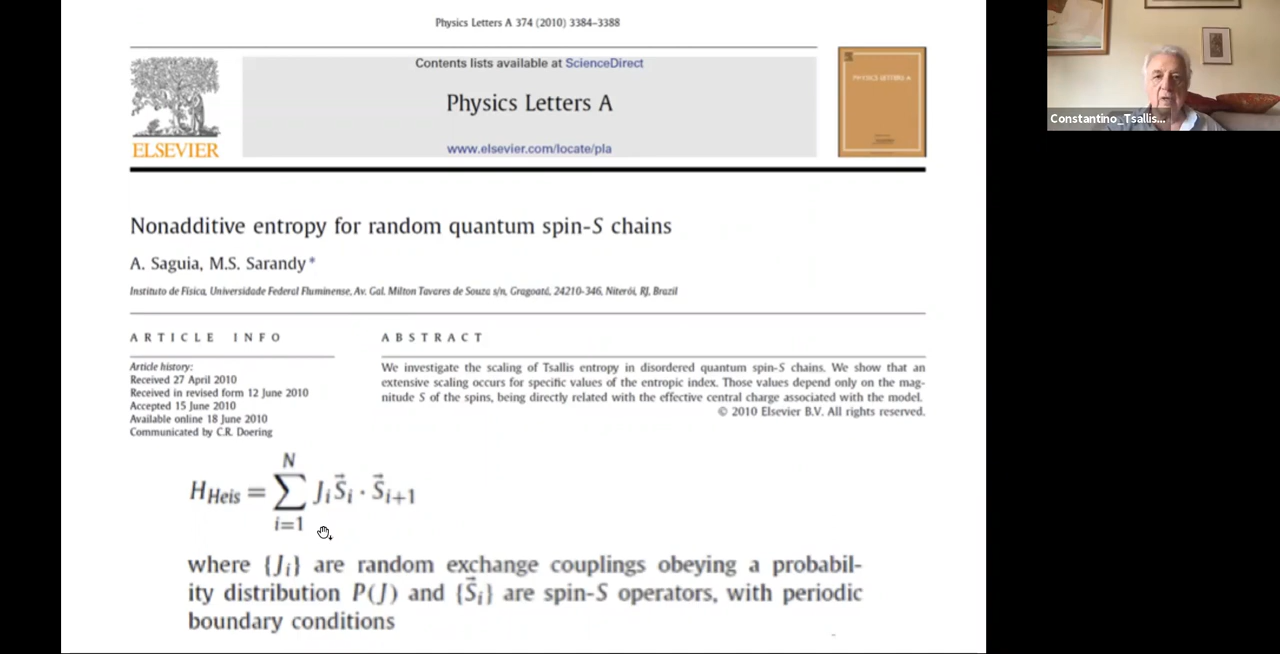 Physics Letters A 374 (2010) 3384–3388
Contents lists available at ScienceDirect
Physics Letters A
www.elsevier.com/locate/pla
ELSEVIER
PHYSICS LETTERS A
Constantino_Tsallis...
Nonadditive entropy for random quantum spin-S chains
A. Saguia, M.S. Sarandy *
Instituto de Física, Universidade Federal Fluminense, Av. Gal. Milton Tavares de Souza s/n, Gragoatá, 24210-346, Niterói, RJ, Brazil
ARTICLE INFO
Article history:
Received 27 April 2010
Received in revised form 12 June 2010
Accepted 15 June 2010
Available online 18 June 2010
Communicated by C.R. Doering
ABSTRACT
We investigate the scaling of Tsallis entropy in disordered quantum spin-S chains. We show that an
extensive scaling occurs for specific values of the entropic index. Those values depend only on the mag-
nitude S of the spins, being directly related with the effective central charge associated with the model.
© 2010 Elsevier B.V. All rights reserved.
H_Heis = ∑_{i=1}^{N} J_i S⃗_i · S⃗_{i+1}
where {J_i} are random exchange couplings obeying a probabil-
ity distribution P(J) and {S⃗_i} are spin-S operators, with periodic
boundary conditions